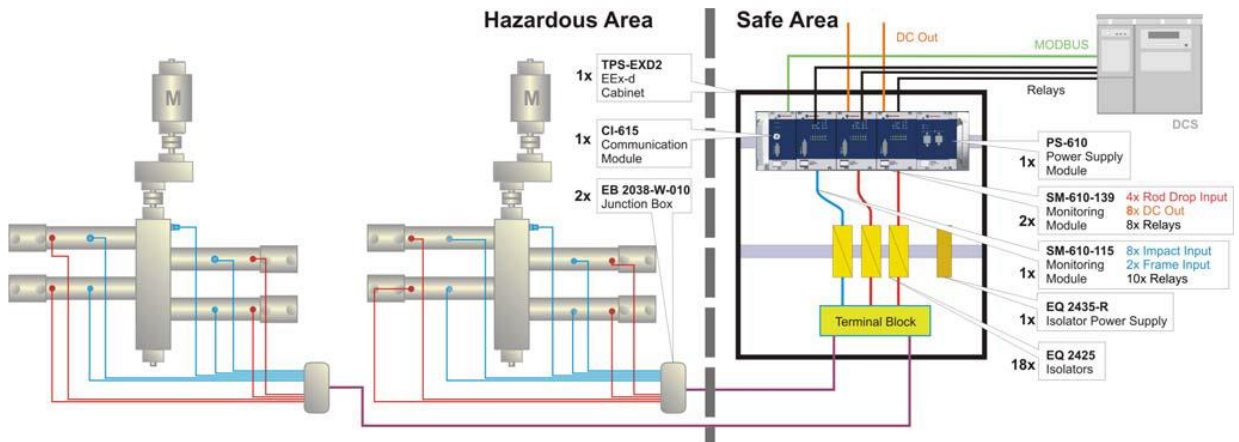 Hazardous Area
Safe Area
DC Out
MODBUS
Relays
DCS
M
M
1x
TPS-EXD2
EEx-d
Cabinet
1x
CI-615
Communication
Module
2x
EB 2038-W-010
Junction Box
PS-610
1x Power Supply
Module
SM-610-139 4x Rod Drop Input
2x Monitoring 8x DC Out
Module 8x Relays
SM-610-115 8x Impact Input
1x Monitoring 2x Frame Input
Module 10x Relays
EQ 2435-R
1x Isolator Power Supply
EQ 2425
18x Isolators
Terminal Block